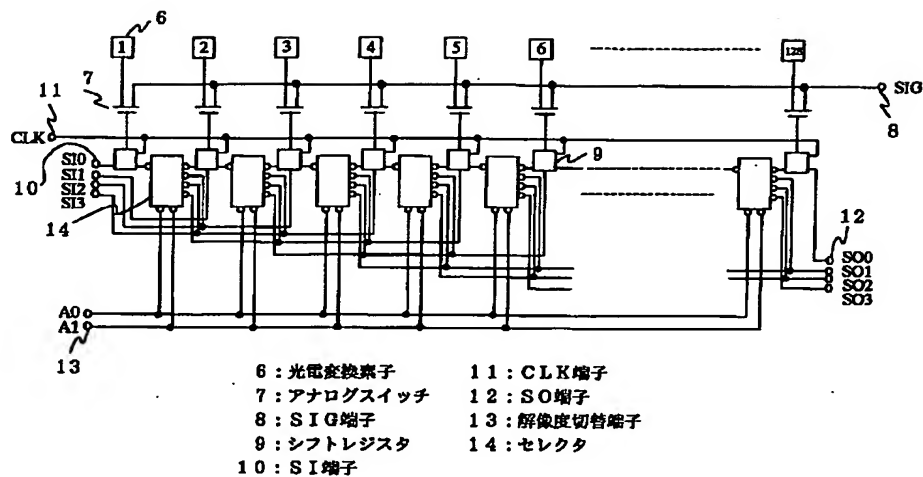 6
1 2 3 4 5 6 128
7
SIG
8
11
CLK
9
10
SI0
SI1
SI2
SI3
14
12
SO0
SO1
SO2
SO3
A0
A1
13
6：光電変換素子
7：アナログスイッチ
8：SIG端子
9：シフトレジスタ
10：SI端子
11：CLK端子
12：SO端子
13：解像度切替端子
14：セレクタ